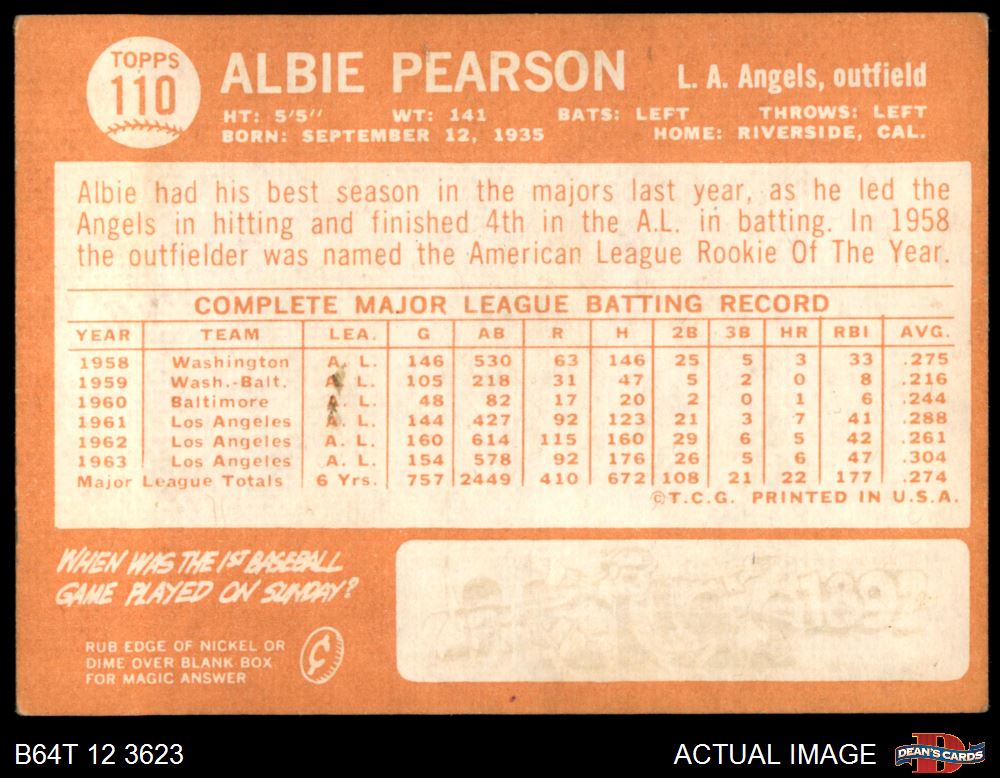 TOPPS
110
ALBIE PEARSON
L. A. Angels, outfield
HT: 5'5" WT: 141 BATS: LEFT THROWS: LEFT
BORN: SEPTEMBER 12, 1935 HOME: RIVERSIDE, CAL.
Albie had his best season in the majors last year, as he led the
Angels in hitting and finished 4th in the A.L. in batting. In 1958
the outfielder was named the American League Rookie Of The Year.
COMPLETE MAJOR LEAGUE BATTING RECORD
YEAR TEAM LEA. G AB R H 2B 3B HR RBI AVG.
1958 Washington A. L. 146 530 63 146 25 5 3 33 .275
1959 Wash.-Balt. A. L. 105 218 31 47 5 2 0 8 .216
1960 Baltimore A. L. 48 82 17 20 2 0 1 6 .244
1961 Los Angeles A. L. 144 427 92 123 21 3 7 41 .288
1962 Los Angeles A. L. 160 614 115 160 29 6 5 42 .261
1963 Los Angeles A. L. 154 578 92 176 26 5 6 47 .304
Major League Totals 6 Yrs. 757 2449 410 672 108 21 22 177 .274
©T.C.G. PRINTED IN U.S.A.
WHEN WAS THE 1ST BASEBALL
GAME PLAYED ON SUNDAY?
RUB EDGE OF NICKEL OR
DIME OVER BLANK BOX
FOR MAGIC ANSWER
¢
B64T 12 3623
ACTUAL IMAGE
DEAN'S CARDS